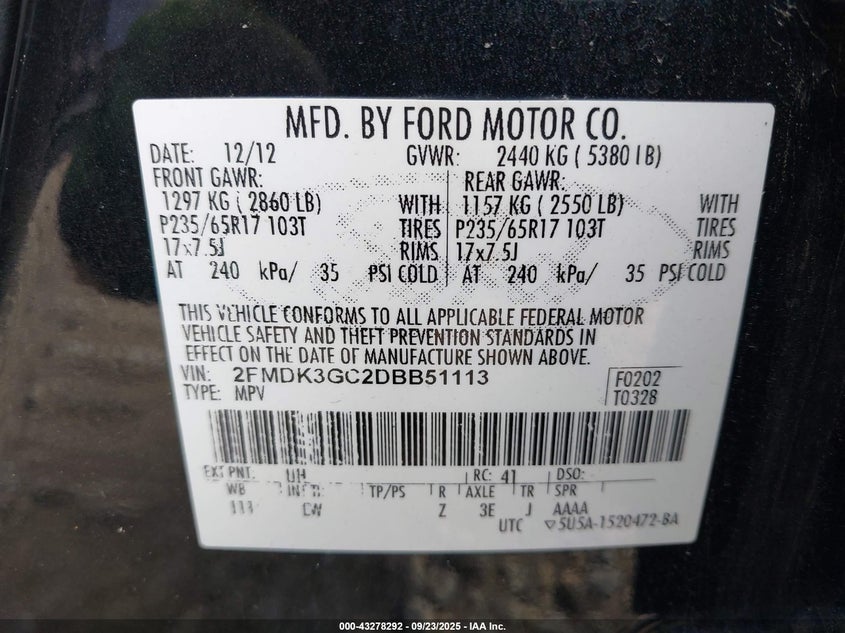 MFD. BY FORD MOTOR CO.
DATE: 12/12 GVWR: 2440 KG ( 5380 LB)
FRONT GAWR: REAR GAWR:
1297 KG ( 2860 LB) WITH 1157 KG ( 2550 LB) WITH
P235/65R17 103T TIRES P235/65R17 103T TIRES
17x7.5J RIMS 17x7.5J RIMS
AT 240 kPa/ 35 PSI COLD AT 240 kPa/ 35 PSI COLD
THIS VEHICLE CONFORMS TO ALL APPLICABLE FEDERAL MOTOR
VEHICLE SAFETY AND THEFT PREVENTION STANDARDS IN
EFFECT ON THE DATE OF MANUFACTURE SHOWN ABOVE.
VIN: 2FMDK3GC2DBB51113 F0202
TYPE: MPV T0328
EXT PNT: UH RC: 41 DSO:
WB INT TR TP/PS R AXLE TR SPR
Z 3E J AAAA
UTC ▽5U5A-1520472-BA
000-43278292 - 09/23/2025 - IAA Inc.